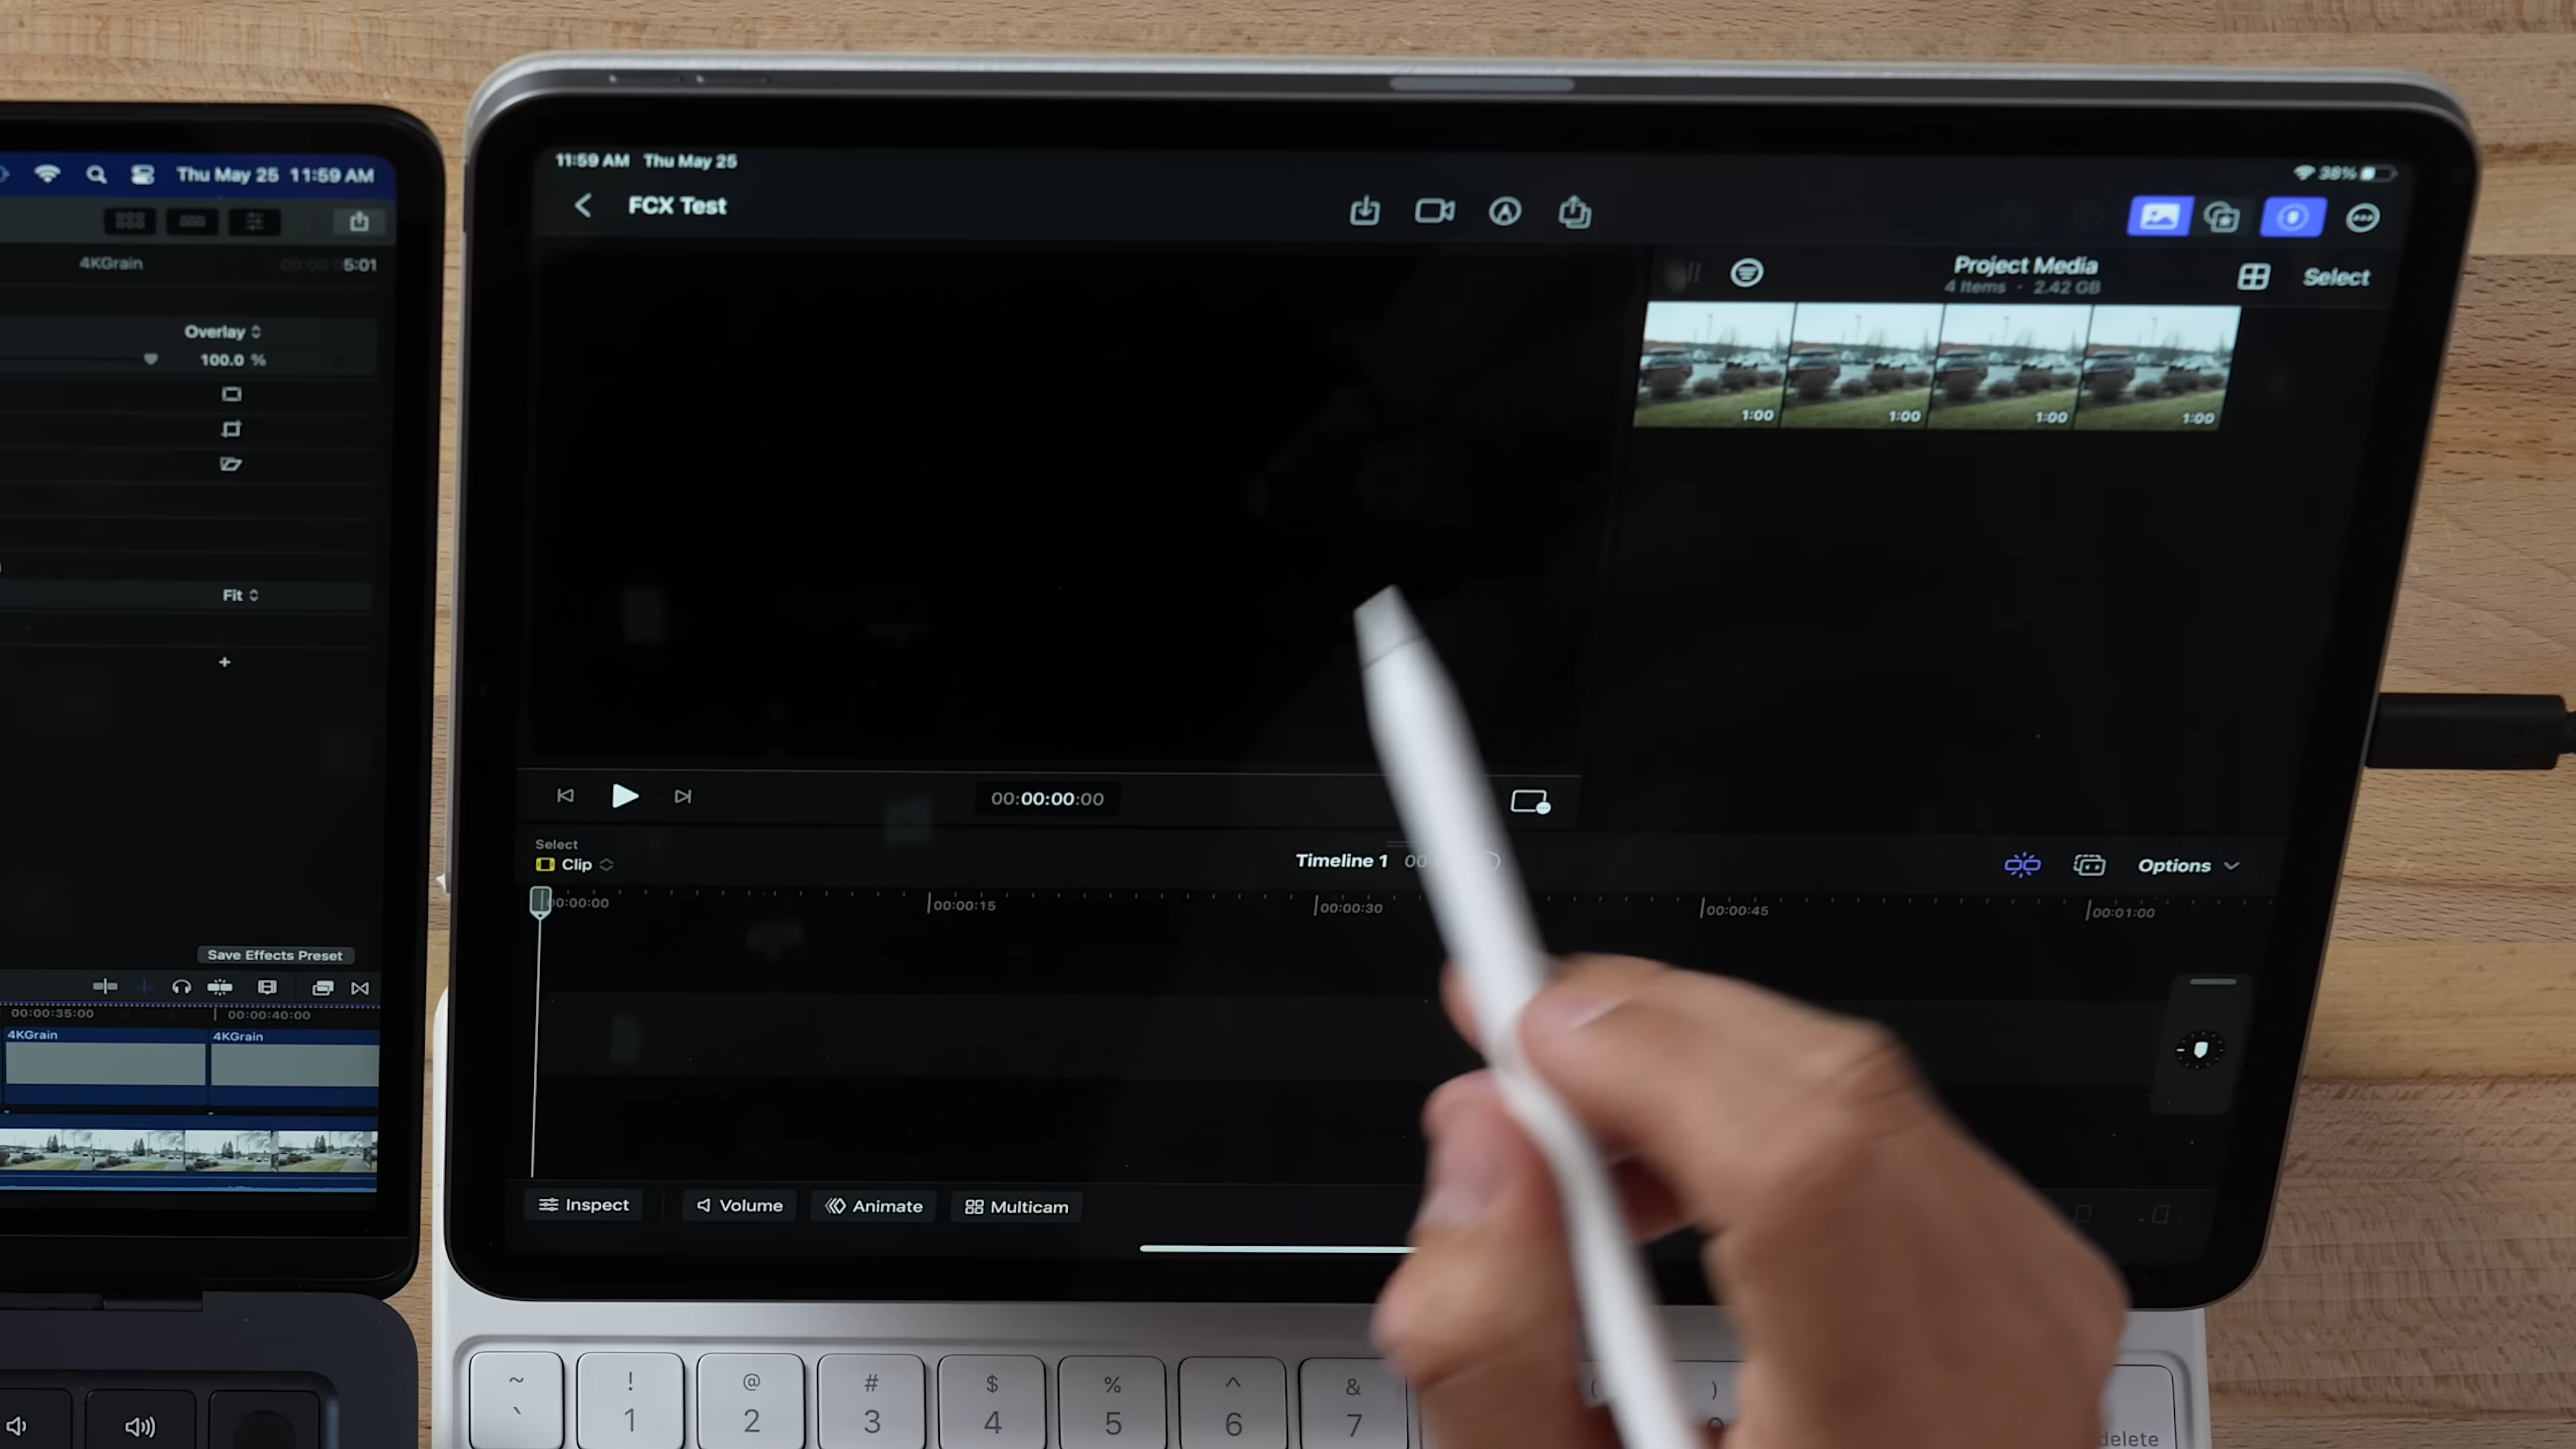 Thu May 25 11:59 AM
4KGrain
5:01
Overlay
100.0 %
Fit
Save Effects Preset
00:00:35:00
00:00:40:00
4KGrain
4KGrain
11:59 AM Thu May 25
38%
FCX Test
Project Media
4 Items · 2.42 GB
Select
1:00
1:00
1:00
1:00
00:00:00:00
Select
Clip
Timeline 1
Options
00:00:00
00:00:15
00:00:30
00:00:45
00:01:00
Inspect
Volume
Animate
Multicam
~ ! @ # $ % ^ & ( )
` 1 2 3 4 5 6 7
delete